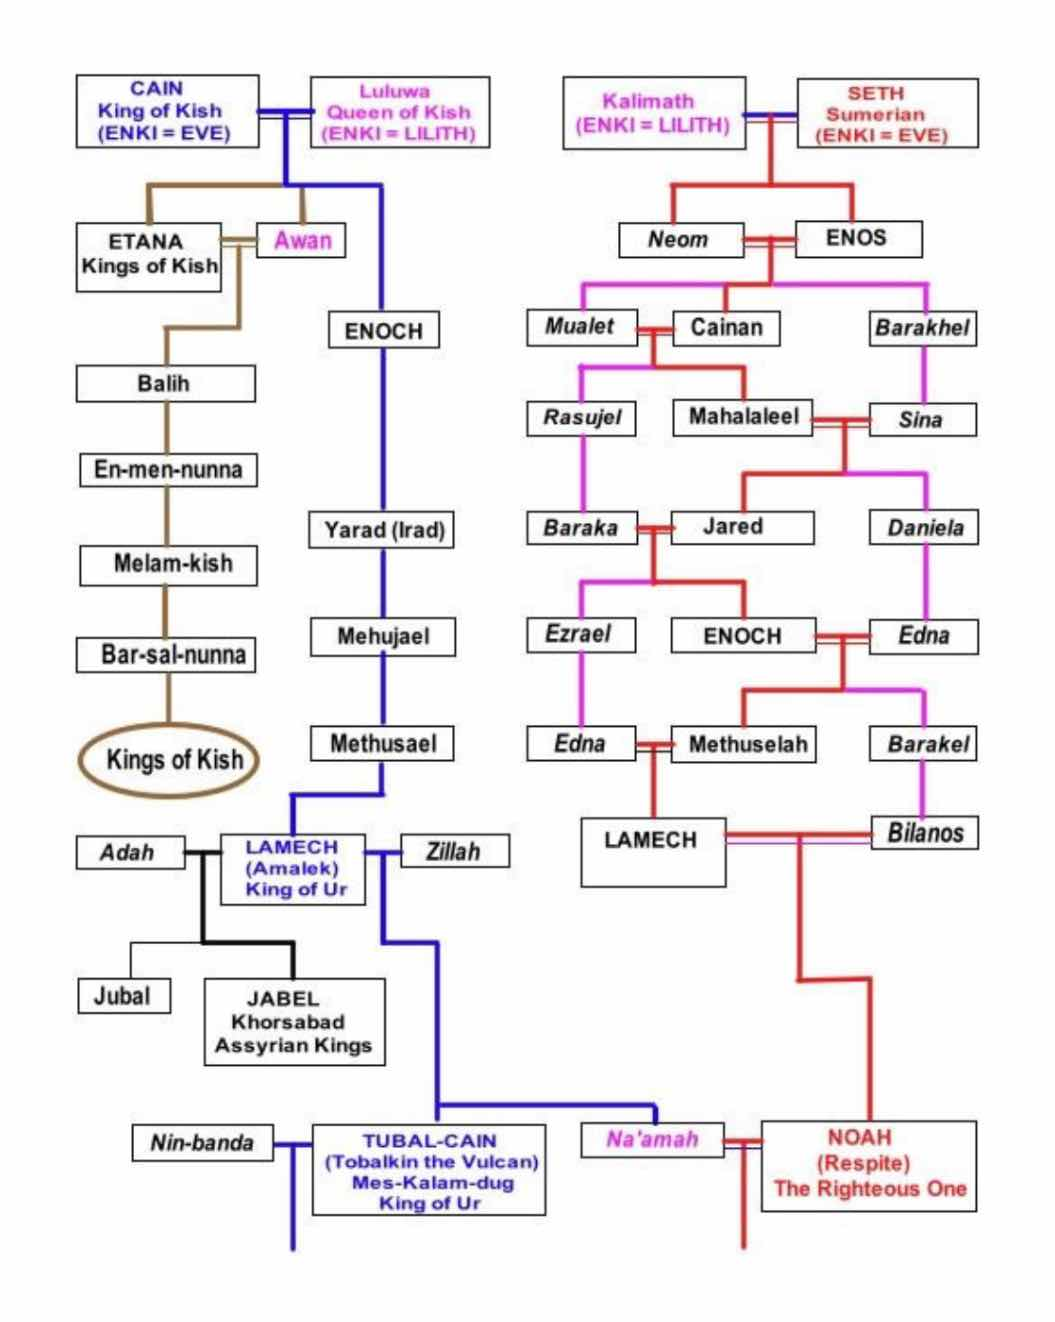 CAIN
King of Kish
(ENKI = EVE)
Luluwa
Queen of Kish
(ENKI = LILITH)
Kalimath
(ENKI = LILITH)
SETH
Sumerian
(ENKI = EVE)
ETANA
Kings of Kish
Awan
Neom
ENOS
ENOCH
Mualet
Cainan
Barakhel
Balih
Rasujel
Mahalaleel
Sina
En-men-nunna
Yarad (Irad)
Baraka
Jared
Daniela
Melam-kish
Mehujael
Ezrael
ENOCH
Edna
Bar-sal-nunna
Kings of Kish
Methusael
Edna
Methuselah
Barakel
Adah
LAMECH
(Amalek)
King of Ur
Zillah
LAMECH
Bilanos
Jubal
JABEL
Khorsabad
Assyrian Kings
Nin-banda
TUBAL-CAIN
(Tobalkin the Vulcan)
Mes-Kalam-dug
King of Ur
Na'amah
NOAH
(Respite)
The Righteous One